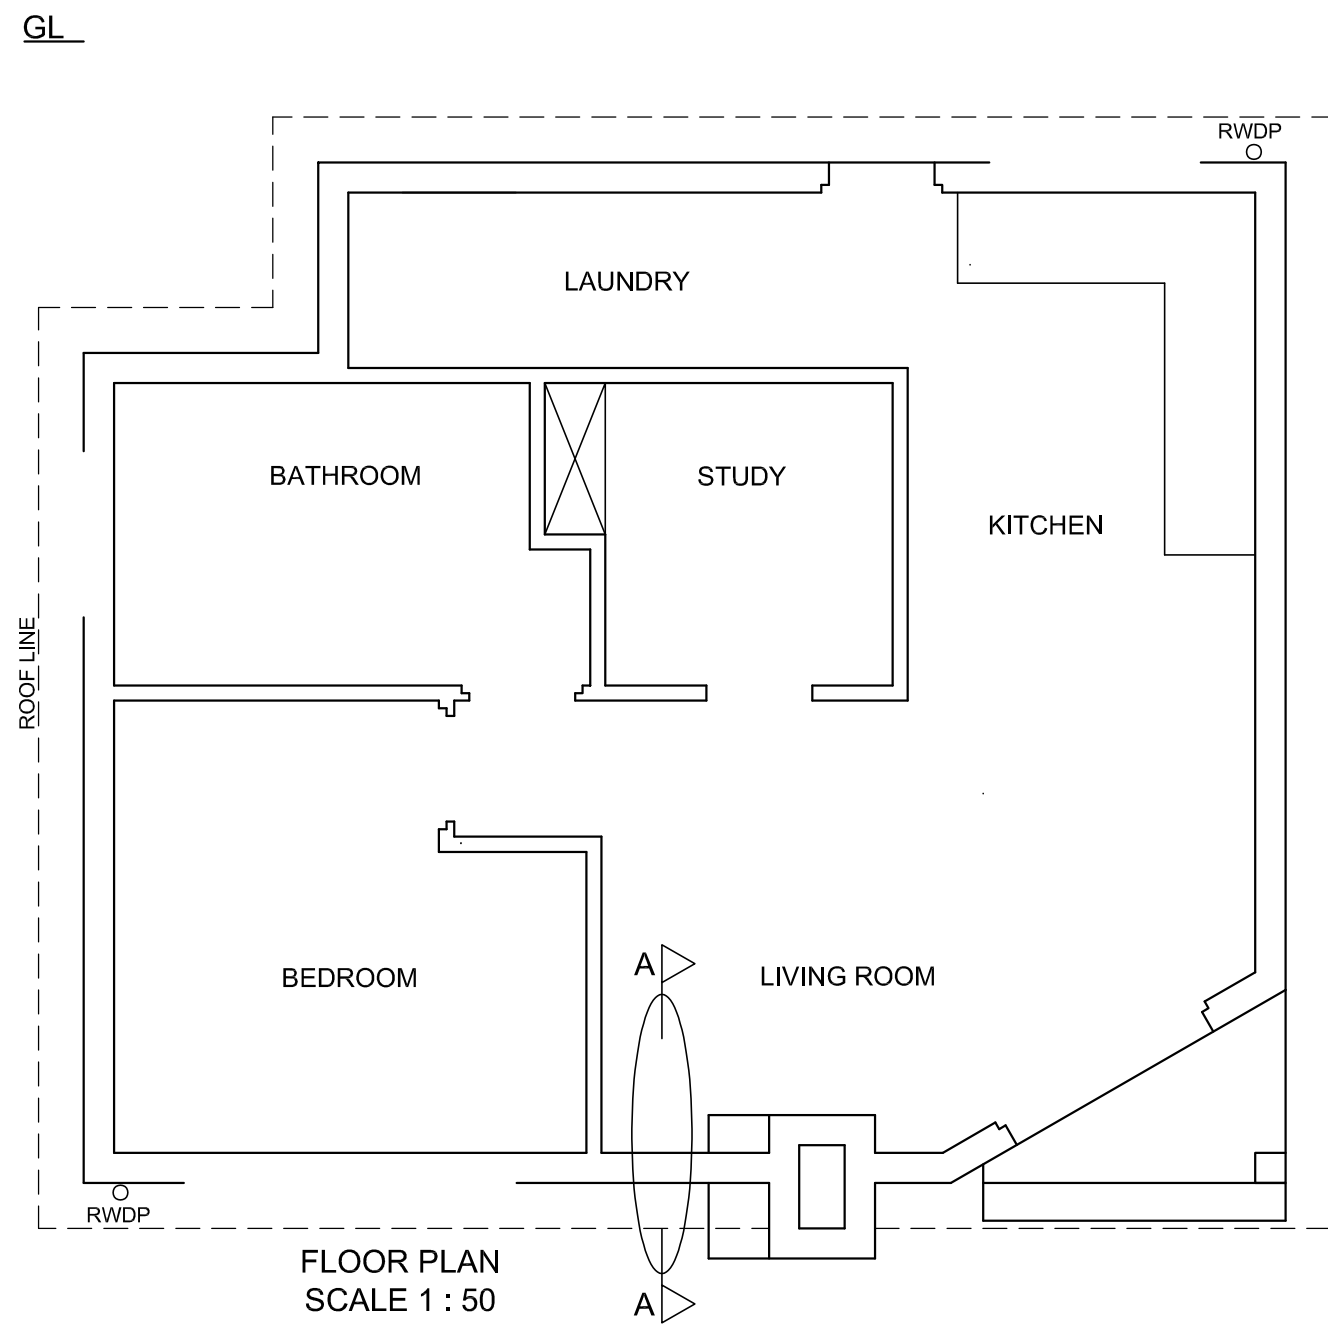 GL
RWDP
LAUNDRY
BATHROOM
STUDY
KITCHEN
ROOF LINE
A
BEDROOM
LIVING ROOM
RWDP
FLOOR PLAN
SCALE 1 : 50
A